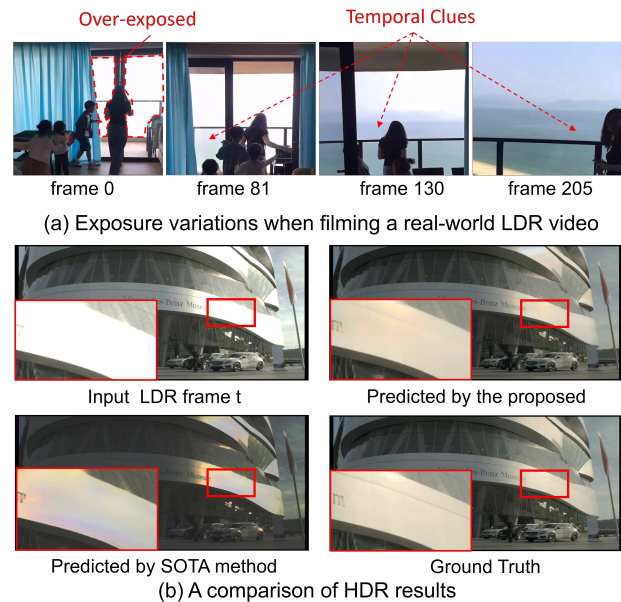 Over-exposed
Temporal Clues
frame 0
frame 81
frame 130
frame 205
(a) Exposure variations when filming a real-world LDR video
Input LDR frame t
Predicted by the proposed
Predicted by SOTA method
Ground Truth
(b) A comparison of HDR results